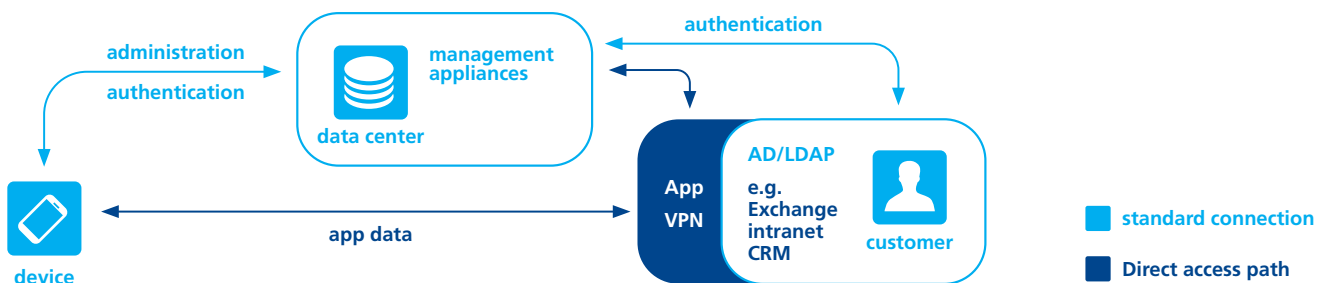 authentication
administration
authentication
management
appliances
data center
AD/LDAP
App
VPN
e.g.
Exchange
intranet
CRM
customer
app data
device
standard connection
Direct access path